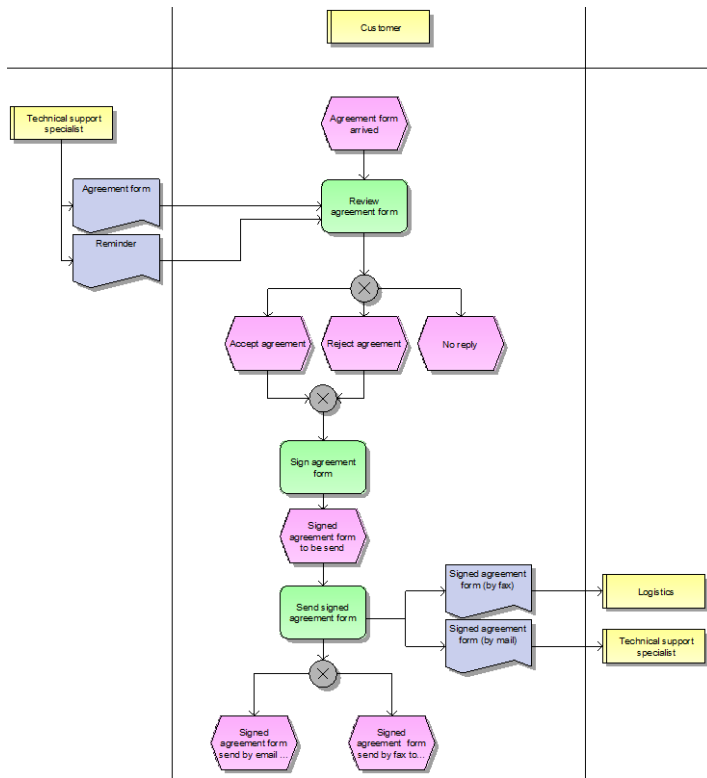 Customer
Technical support
specialist
Agreement form
arrived
Agreement form
Review
agreement form
Reminder
Accept agreement
Reject agreement
No reply
Sign agreement
form
Signed
agreement form
to be send
Signed agreement
form (by fax)
Logistics
Send signed
agreement form
Signed agreement
form (by mail)
Technical support
specialist
Signed
agreement form
send by email ...
Signed
agreement form
send by fax to...